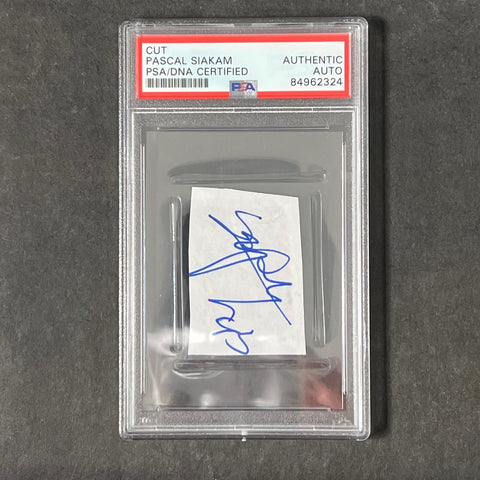 CUT
PASCAL SIAKAM
PSA/DNA CERTIFIED
AUTHENTIC
AUTO
84962324
PSA